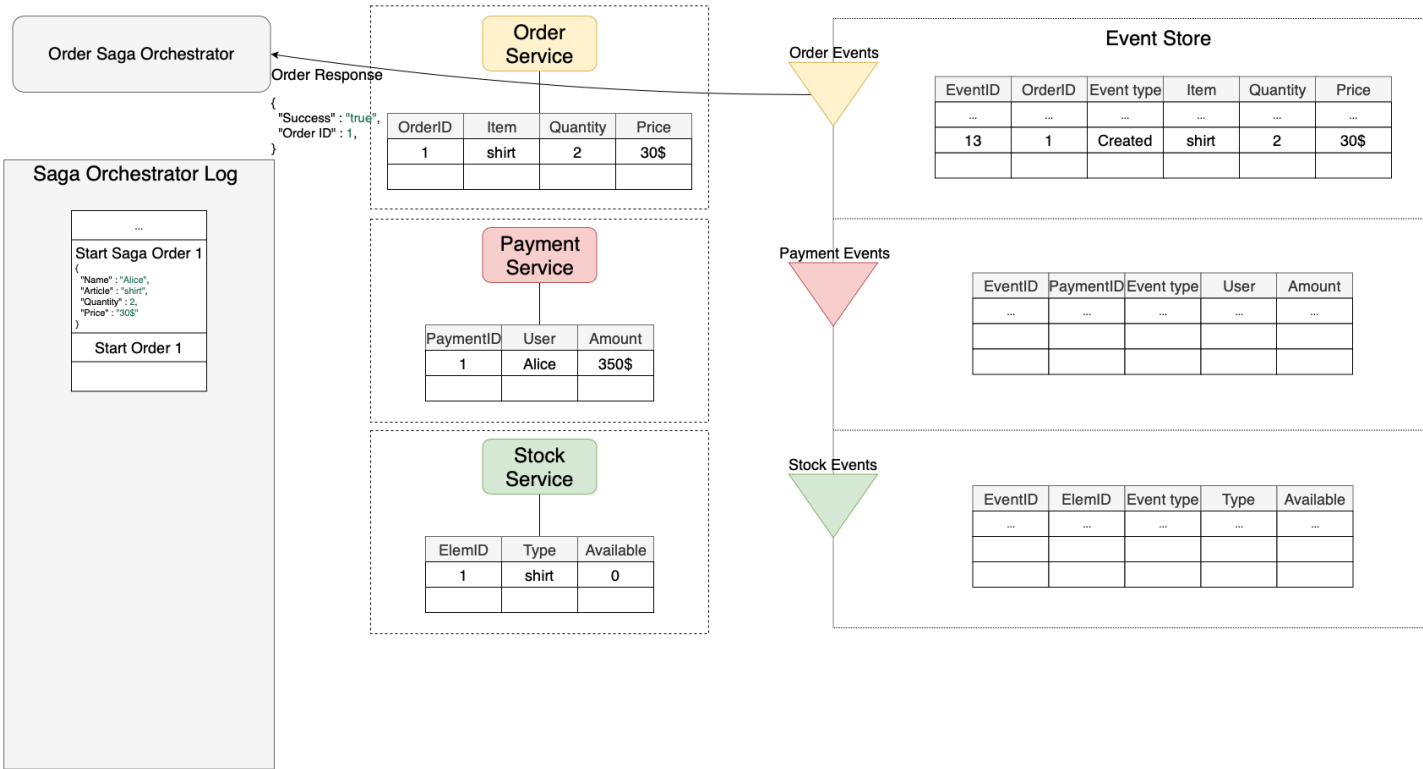 Order Saga Orchestrator
Order Response
{
"Success" : "true",
"Order ID" : 1,
}
Saga Orchestrator Log
...
Start Saga Order 1
{
"Name" : "Alice",
"Article" : "shirt",
"Quantity" : 2,
"Price" : "30$"
}
Start Order 1
Order
Service
OrderID Item Quantity Price
1 shirt 2 30$
Payment
Service
PaymentID User Amount
1 Alice 350$
Stock
Service
ElemID Type Available
1 shirt 0
Order Events
Payment Events
Stock Events
Event Store
EventID OrderID Event type Item Quantity Price
... ... ... ... ... ...
13 1 Created shirt 2 30$
EventID PaymentID Event type User Amount
... ... ... ... ...
EventID ElemID Event type Type Available
... ... ... ... ...